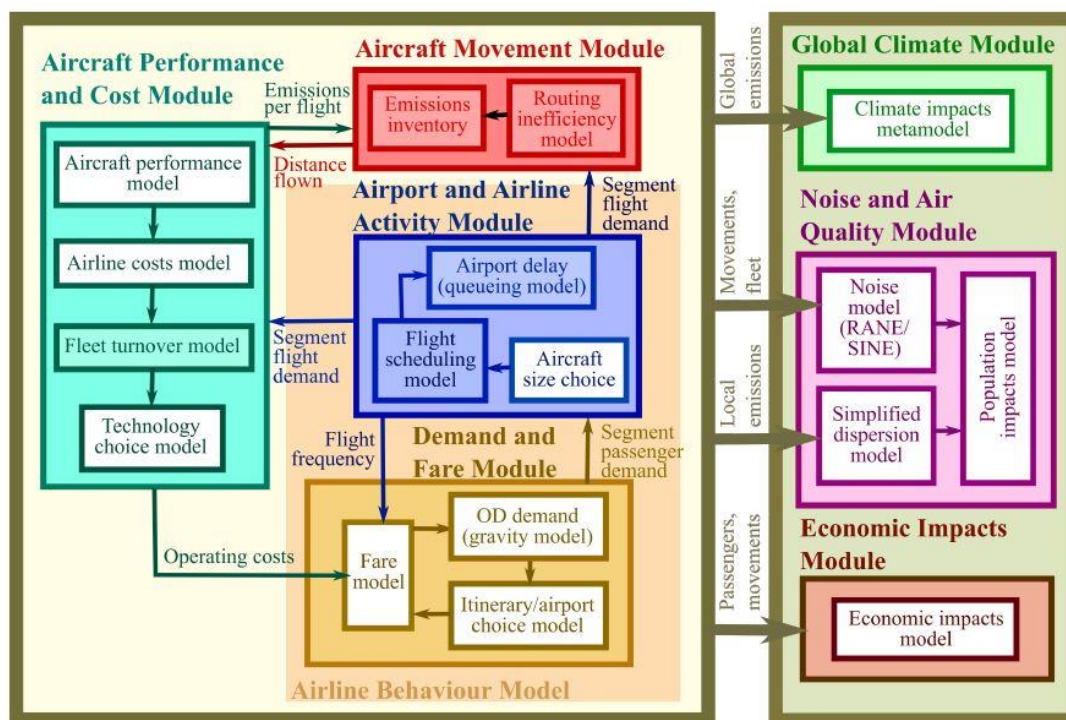 Aircraft Performance
and Cost Module
Aircraft performance
model
Airline costs model
Fleet turnover model
Technology
choice model
Emissions
per flight
Distance
flown
Aircraft Movement Module
Emissions
inventory
Routing
inefficiency
model
Segment
flight
demand
Airport and Airline
Activity Module
Airport delay
(queueing model)
Flight
scheduling
model
Aircraft
size choice
Segment
flight
demand
Flight
frequency
Demand and
Fare Module
Segment
passenger
demand
Operating costs
Fare
model
OD demand
(gravity model)
Itinerary/airport
choice model
Airline Behaviour Model
Global
emissions
Movements,
fleet
Local
emissions
Passengers,
movements
Global Climate Module
Climate impacts
metamodel
Noise and Air
Quality Module
Noise
model
(RANE/
SINE)
Simplified
dispersion
model
Population
impacts model
Economic Impacts
Module
Economic impacts
model